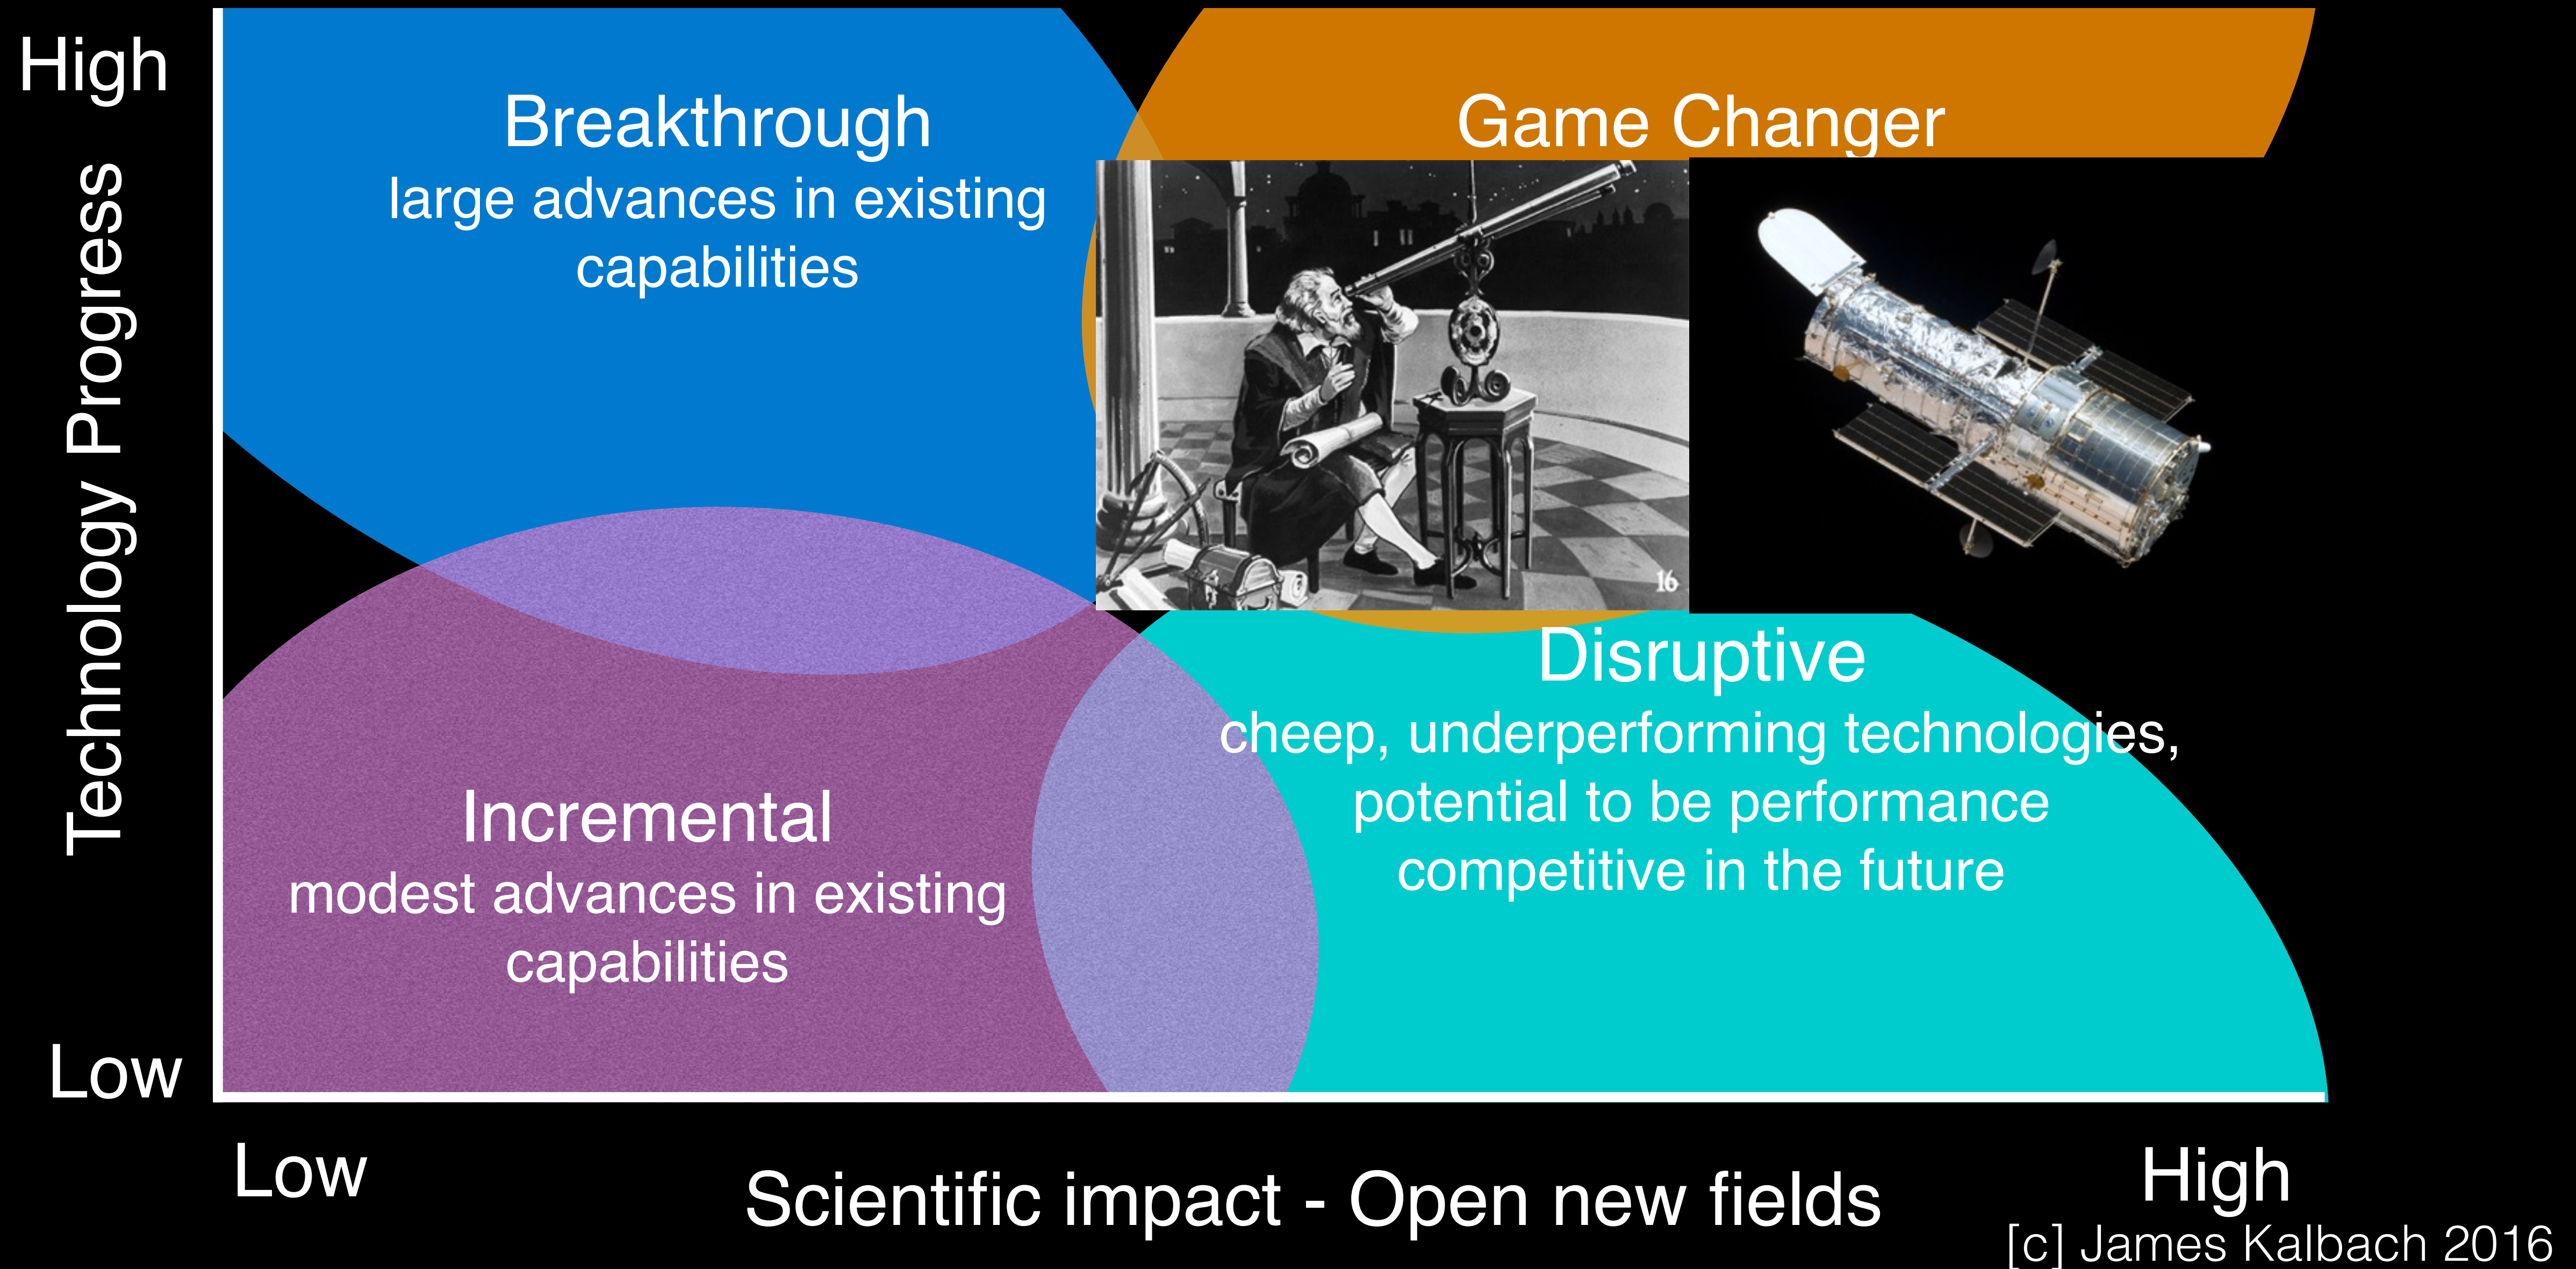 High
Technology Progress
Low
Breakthrough
large advances in existing
capabilities
Game Changer
16
Incremental
modest advances in existing
capabilities
Disruptive
cheep, underperforming technologies,
potential to be performance
competitive in the future
Low
Scientific impact - Open new fields
High
[c] James Kalbach 2016